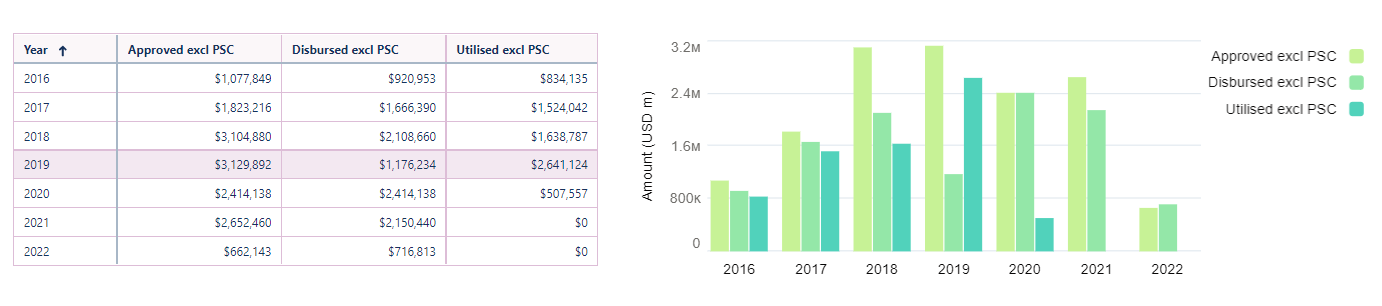 Year ↑ Approved excl PSC Disbursed excl PSC Utilised excl PSC
2016 $1,077,849 $920,953 $834,135
2017 $1,823,216 $1,666,390 $1,524,042
2018 $3,104,880 $2,108,660 $1,638,787
2019 $3,129,892 $1,176,234 $2,641,124
2020 $2,414,138 $2,414,138 $507,557
2021 $2,652,460 $2,150,440 $0
2022 $662,143 $716,813 $0
Amount (USD m)
3.2M
2.4M
1.6M
800K
0
2016 2017 2018 2019 2020 2021 2022
Approved excl PSC
Disbursed excl PSC
Utilised excl PSC